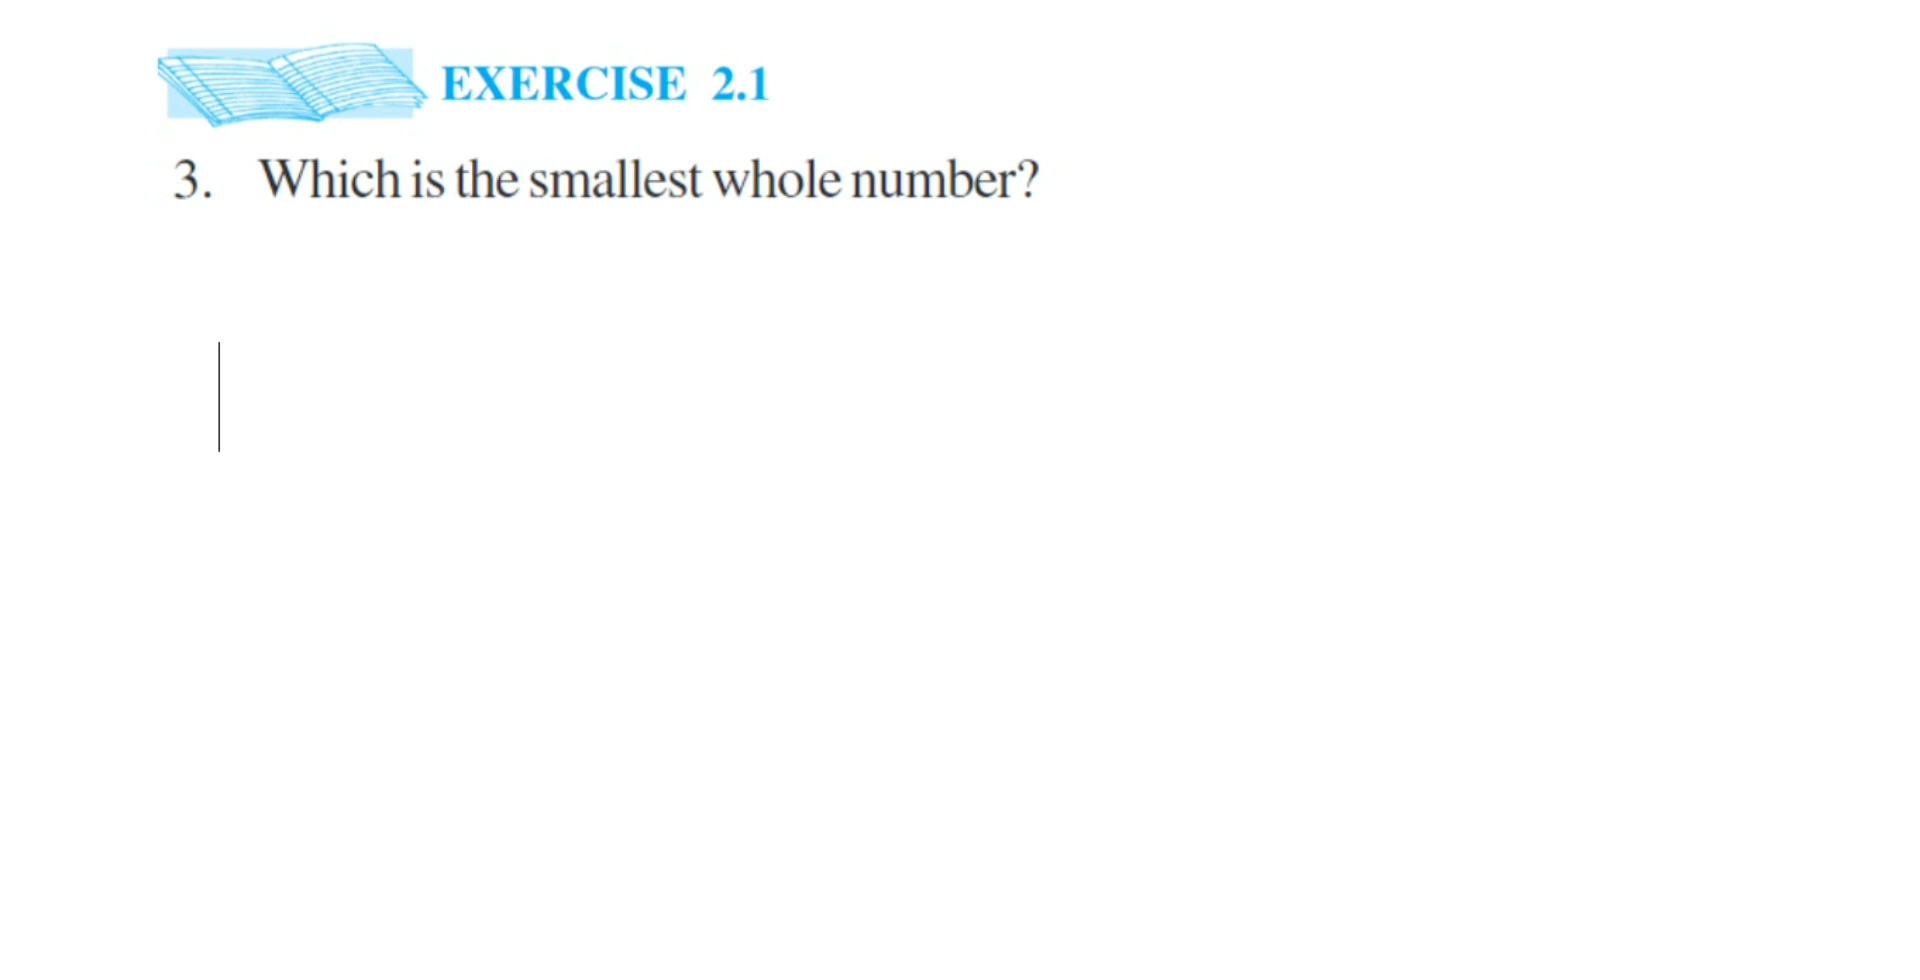 EXERCISE 2.1
3. Which is the smallest whole number?